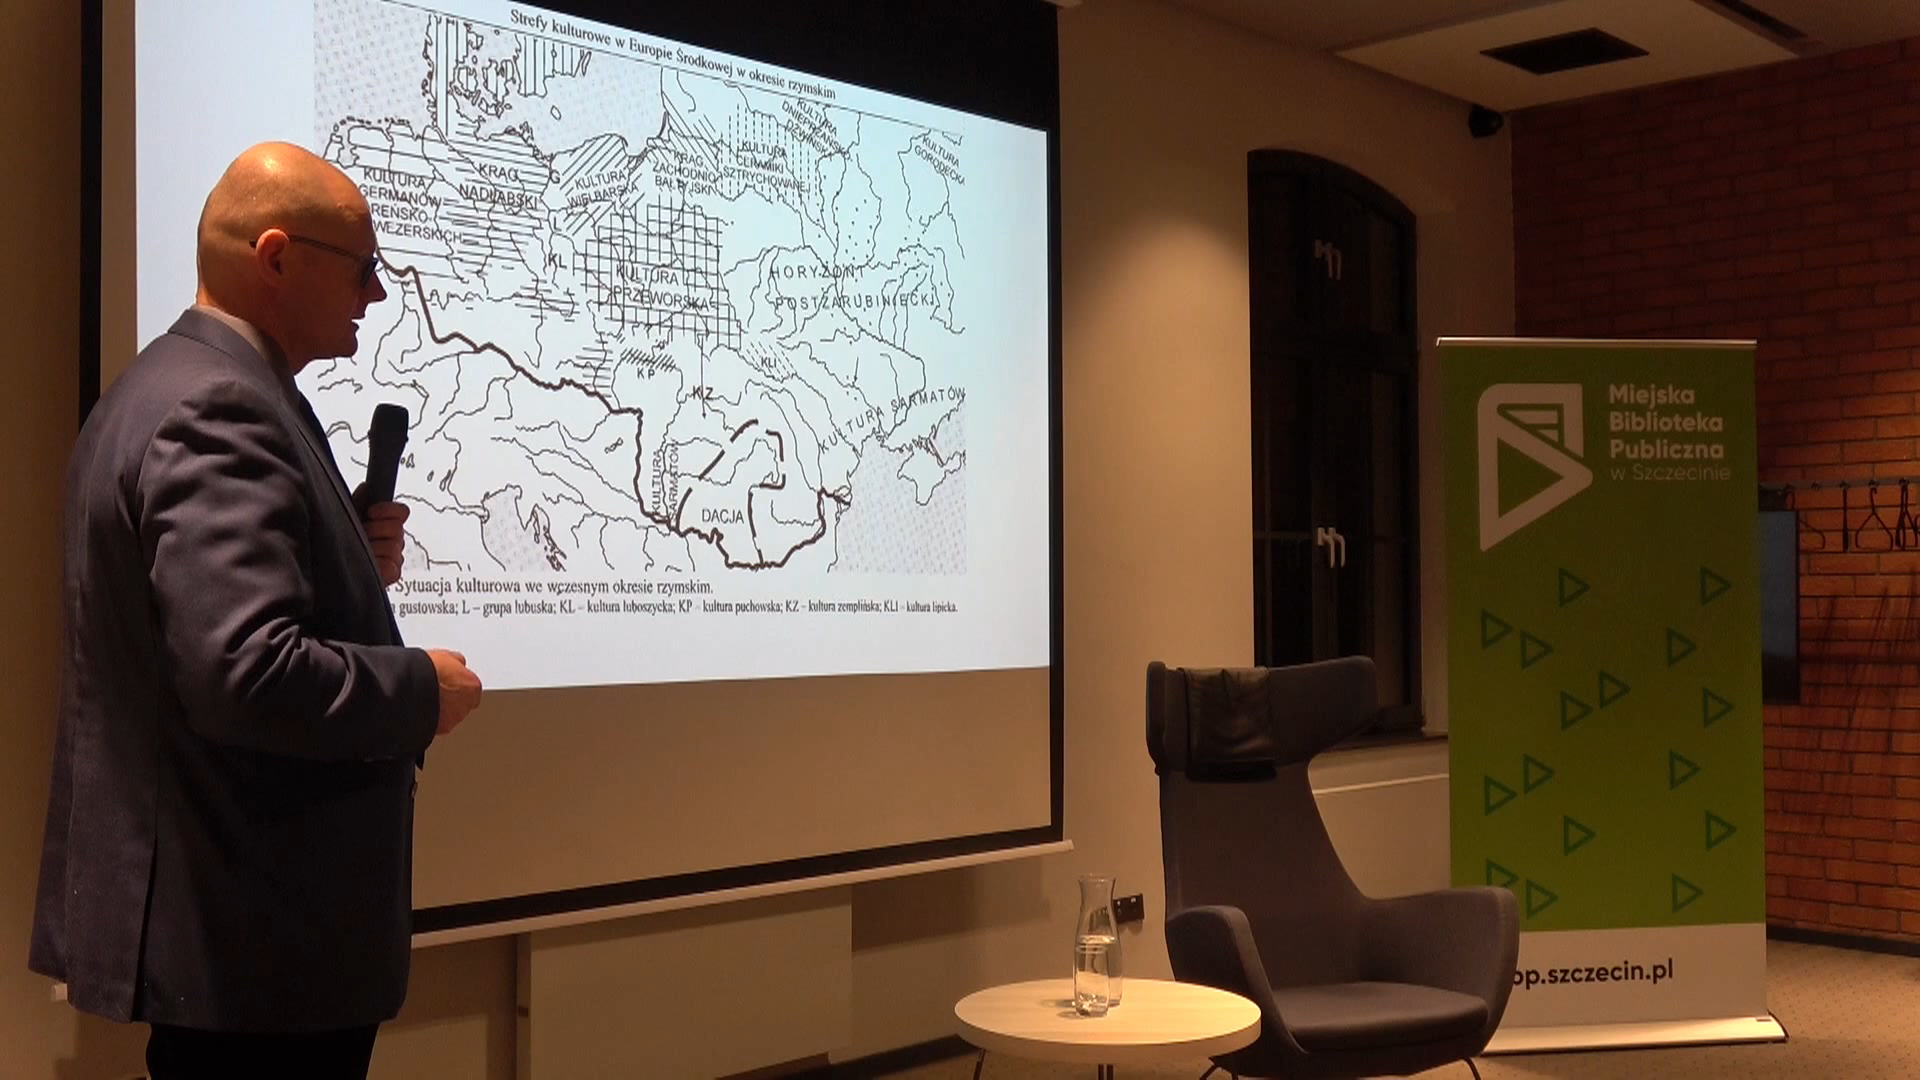 Strefy kulturowe w Europie Środkowej w okresie rzymskim
KULTURA
DNIEPRZAŃSKO
DŹWIŃSKA
KULTURA
GORODECKA
KULTURA
CERAMIKI
SZTRYCHOWANEJ
KRĄG
ZACHODNIO
BAŁTYJSKI
KULTURA
WIELBARSKA
G
KRĄG
NADŁABSKI
KULTURA
GERMANÓW
REŃSKO
WEZERSKICH
KL
KULTURA
PRZEWORSKA
HORYZONT
POSTZARUBINIECKI
KP
KZ
KLI
KULTURA SARMATÓW
KULTURA
SARMATÓW
DACJA
Sytuacja kulturowa we wczesnym okresie rzymskim.
gustowska; L – grupa lubuska; KL – kultura luboszycka; KP – kultura puchowska; KZ – kultura zemplińska; KLI – kultura lipicka.
Miejska
Biblioteka
Publiczna
w Szczecinie
op.szczecin.pl